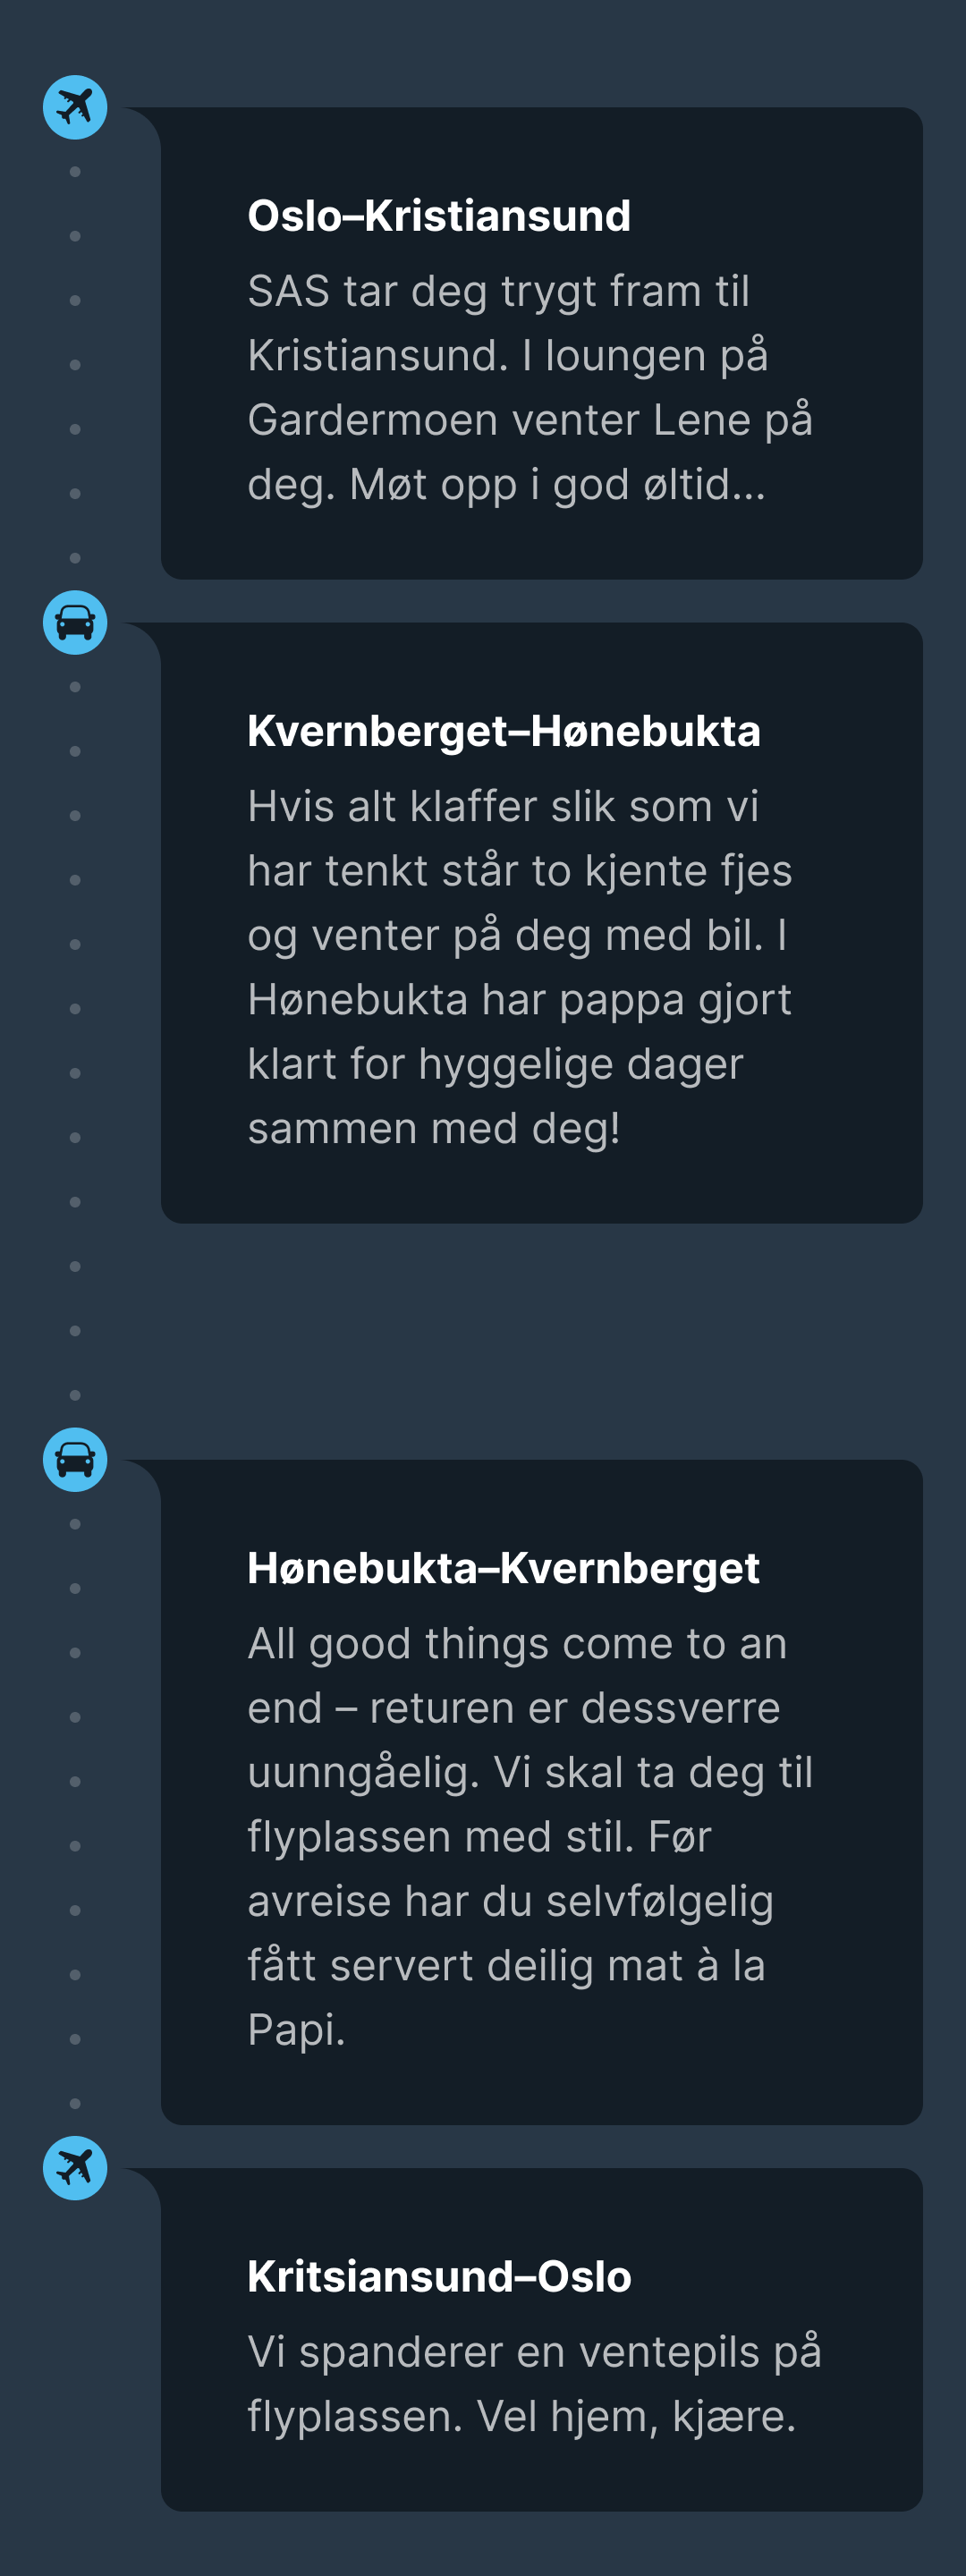 Oslo–Kristiansund
SAS tar deg trygt fram til
Kristiansund. I loungen på
Gardermoen venter Lene på
deg. Møt opp i god øltid...
Kvernberget–Hønebukta
Hvis alt klaffer slik som vi
har tenkt står to kjente fjes
og venter på deg med bil. I
Hønebukta har pappa gjort
klart for hyggelige dager
sammen med deg!
Hønebukta–Kvernberget
All good things come to an
end – returen er dessverre
uunngåelig. Vi skal ta deg til
flyplassen med stil. Før
avreise har du selvfølgelig
fått servert deilig mat à la
Papi.
Kritsiansund–Oslo
Vi spanderer en ventepils på
flyplassen. Vel hjem, kjære.